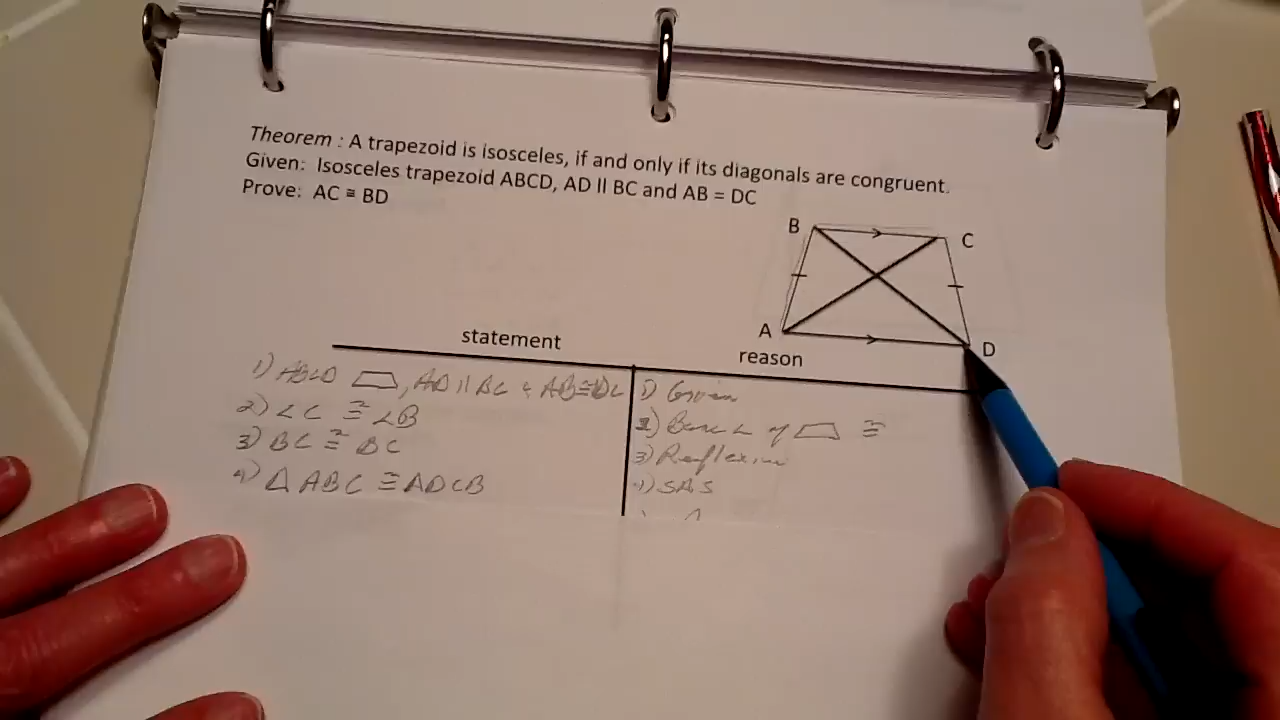 Theorem : A trapezoid is isosceles, if and only if its diagonals are congruent.
Given: Isosceles trapezoid ABCD, AD ll BC and AB = DC
Prove: AC ≅ BD
B
C
A
D
statement
reason
1) ABCD ⏢, AD || BC & AB ≅ DC
1) Given
2) ∠C ≅ ∠B
2) Base ∠ of ⏢ ≅
3) BC ≅ BC
3) Reflexive
4) Δ ABC ≅ ΔDCB
4) SAS